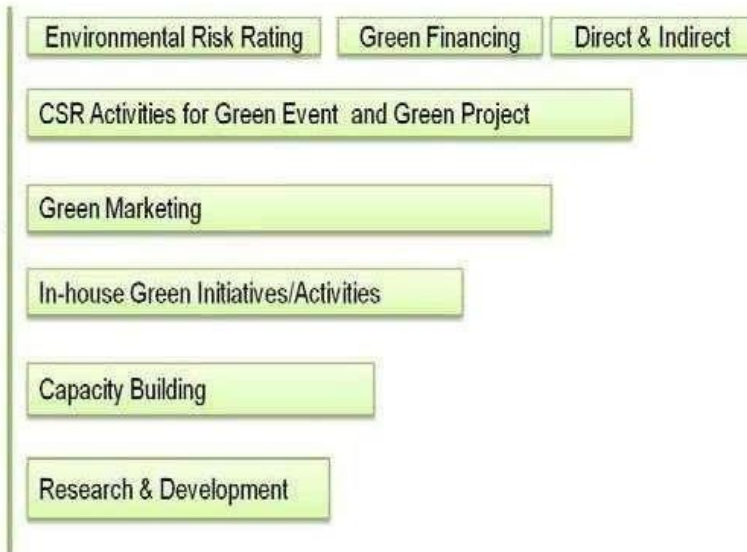 Environmental Risk Rating Green Financing Direct & Indirect
CSR Activities for Green Event and Green Project
Green Marketing
In-house Green Initiatives/Activities
Capacity Building
Research & Development